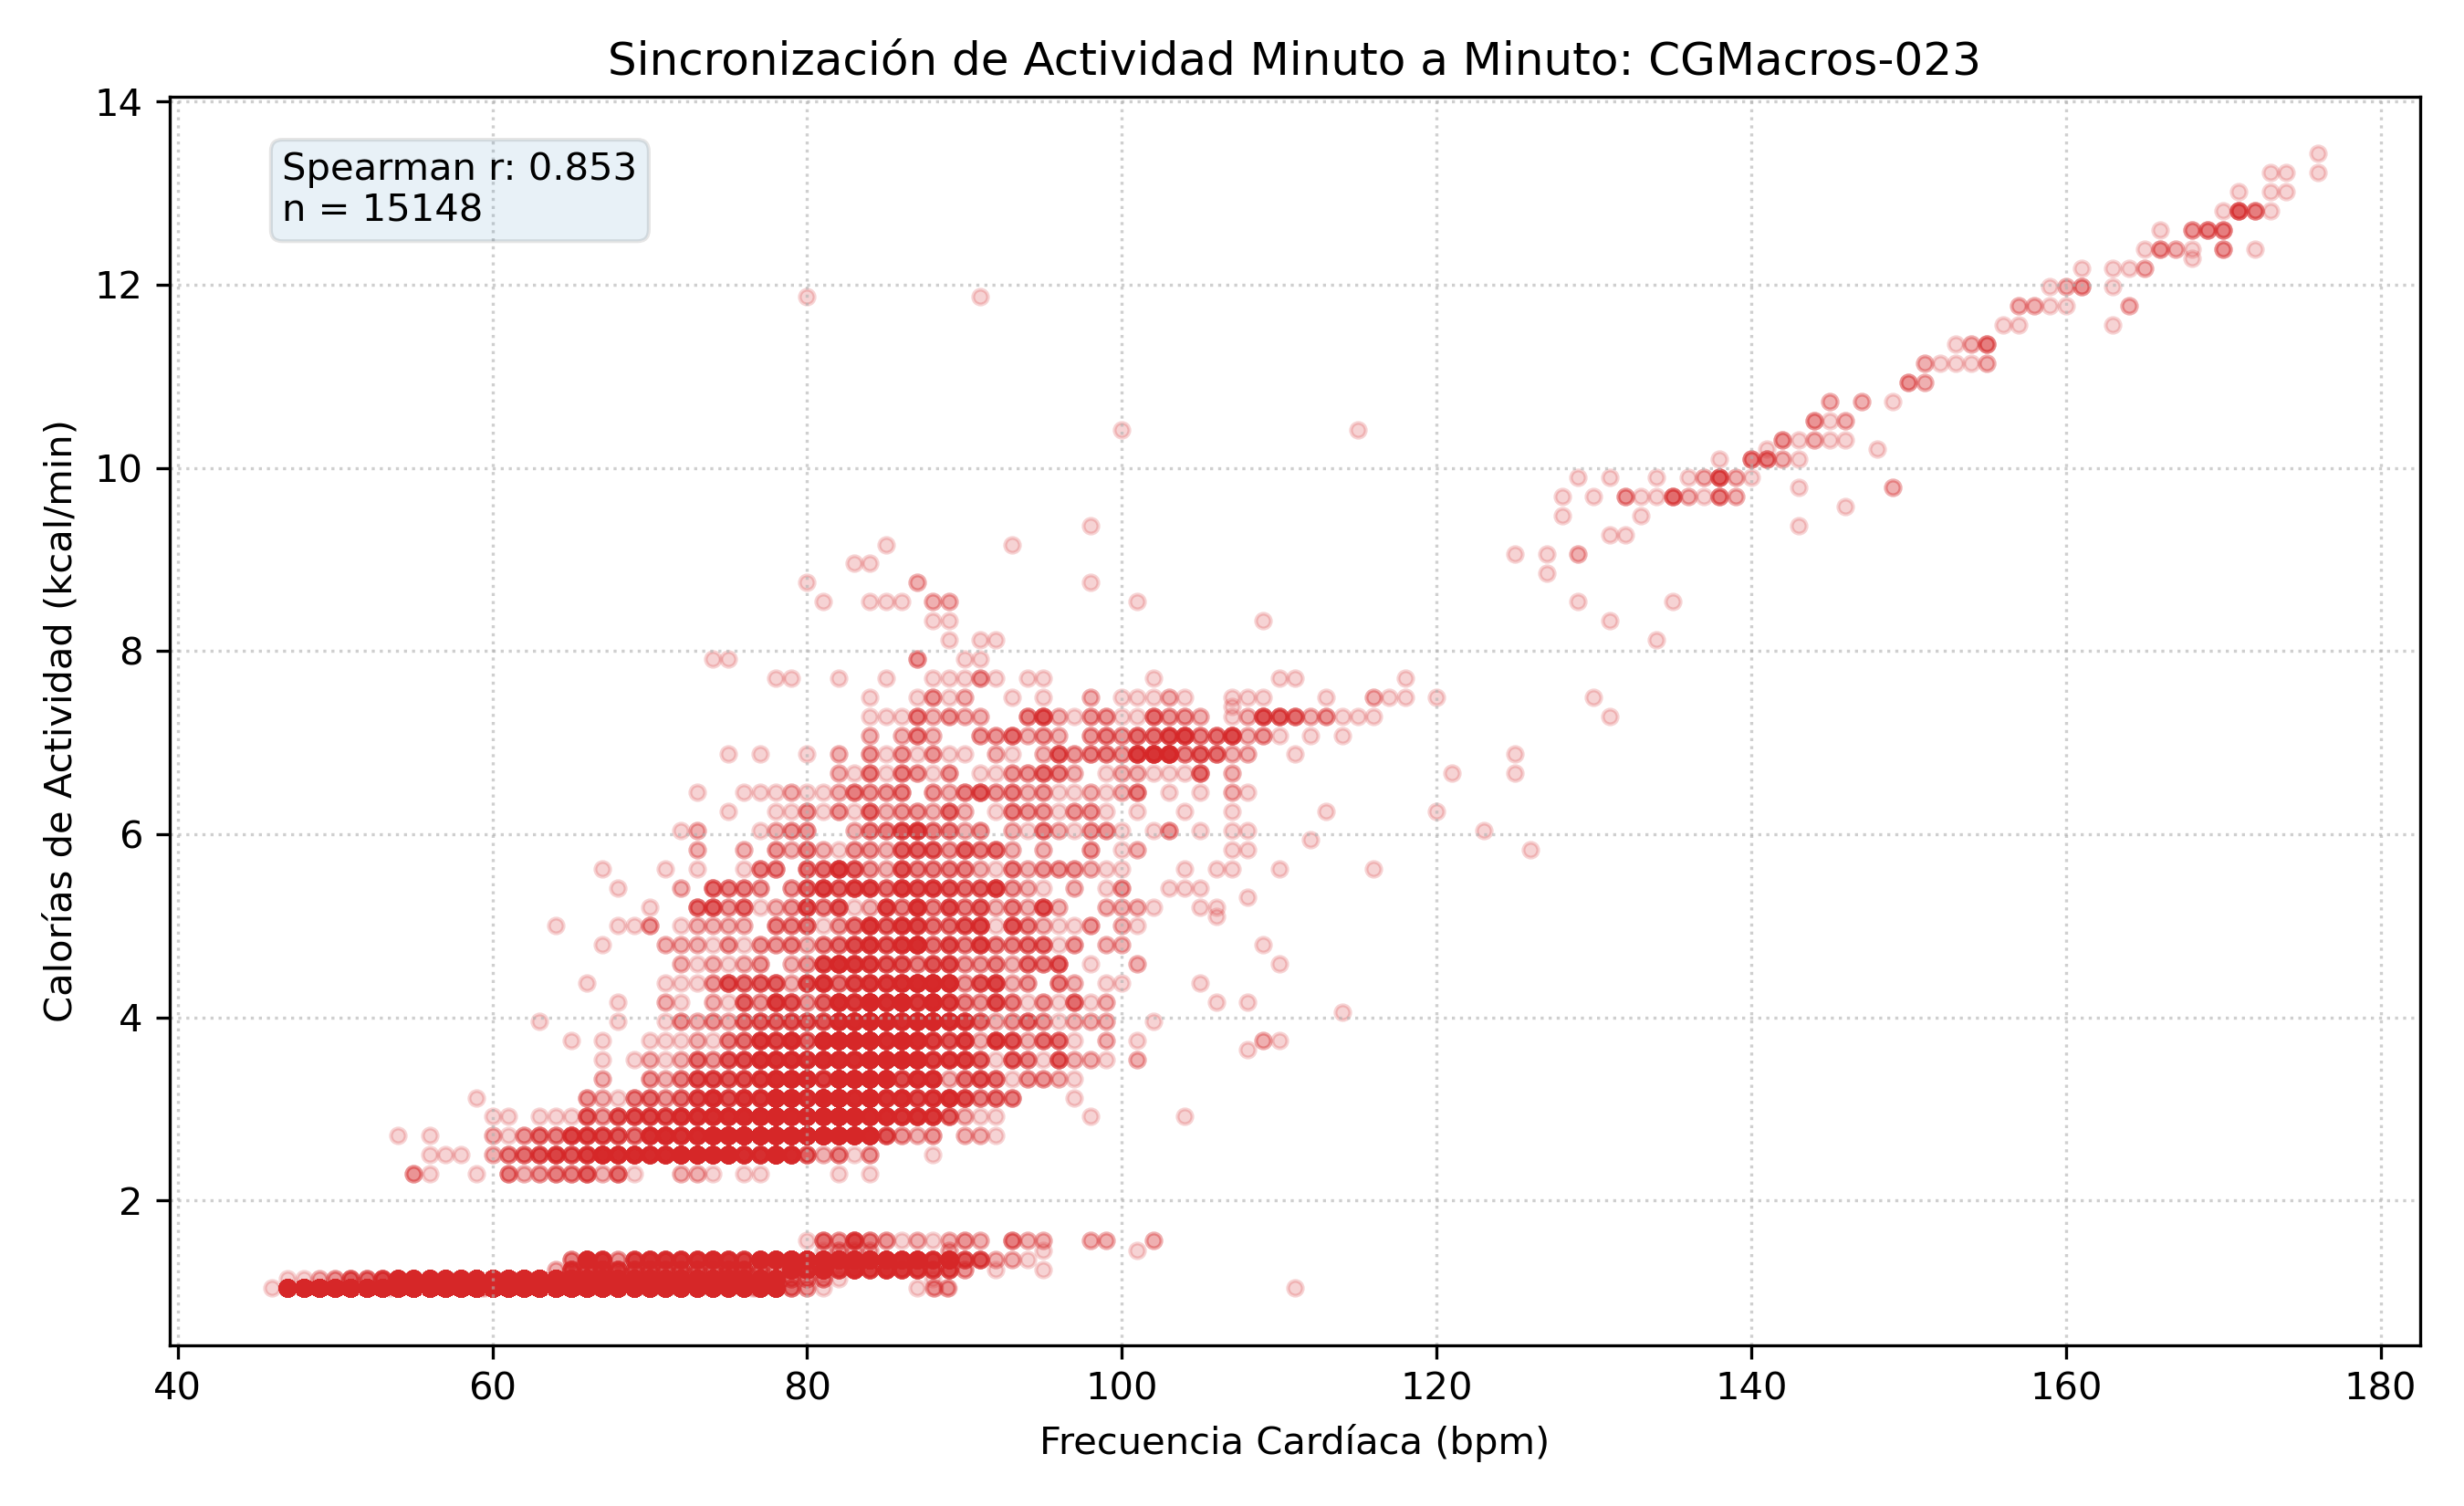 Sincronización de Actividad Minuto a Minuto: CGMacros-023
Spearman r: 0.853
n = 15148
Calorías de Actividad (kcal/min)
14
12
10
8
6
4
2
40 60 80 100 120 140 160 180
Frecuencia Cardíaca (bpm)